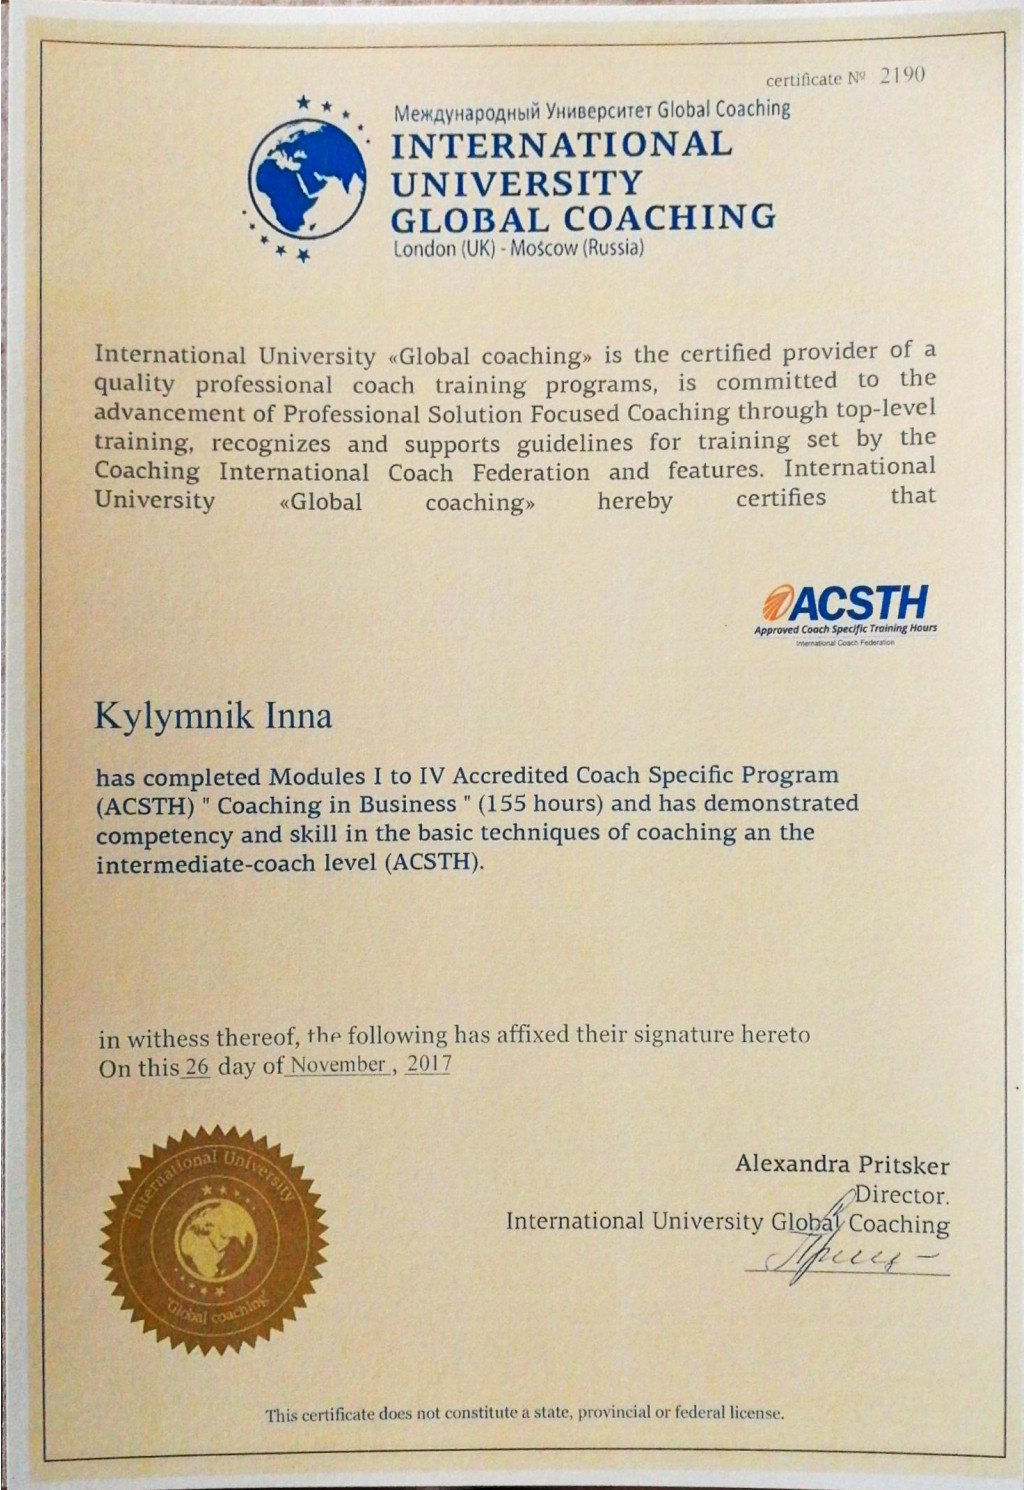 certificate № 2190
Международный Университет Global Coaching
INTERNATIONAL
UNIVERSITY
GLOBAL COACHING
London (UK) - Moscow (Russia)
International University «Global coaching» is the certified provider of a
quality professional coach training programs, is committed to the
advancement of Professional Solution Focused Coaching through top-level
training, recognizes and supports guidelines for training set by the
Coaching International Coach Federation and features. International
University «Global coaching» hereby certifies that
ACSTH
Approved Coach Specific Training Hours
International Coach Federation
Kylymnik Inna
has completed Modules I to IV Accredited Coach Specific Program
(ACSTH) " Coaching in Business " (155 hours) and has demonstrated
competency and skill in the basic techniques of coaching an the
intermediate-coach level (ACSTH).
in withess thereof, the following has affixed their signature hereto
On this 26 day of November , 2017
International University
"Global coaching"
Alexandra Pritsker
Director.
International University Global Coaching
This certificate does not constitute a state, provincial or federal license.